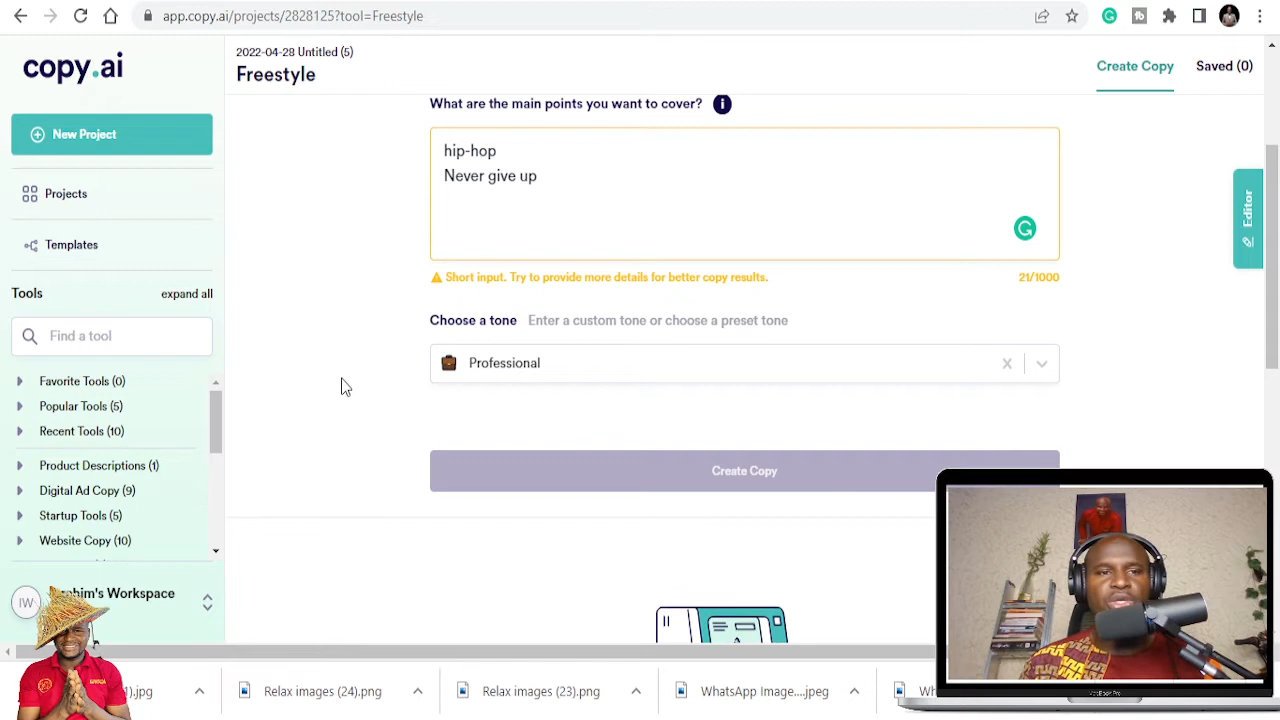 app.copy.ai/projects/2828125?tool=Freestyle
copy.ai
2022-04-28 Untitled (5)
Freestyle
Create Copy
Saved (0)
New Project
Projects
Templates
Tools
expand all
Find a tool
Favorite Tools (0)
Popular Tools (5)
Recent Tools (10)
Product Descriptions (1)
Digital Ad Copy (9)
Startup Tools (5)
Website Copy (10)
IW
Workspace
What are the main points you want to cover?
hip-hop
Never give up
Short input. Try to provide more details for better copy results.
21/1000
Choose a tone
Enter a custom tone or choose a preset tone
Professional
Create Copy
Editor
).jpg
Relax images (24).png
Relax images (23).png
WhatsApp Image....jpeg
MacBook Pro